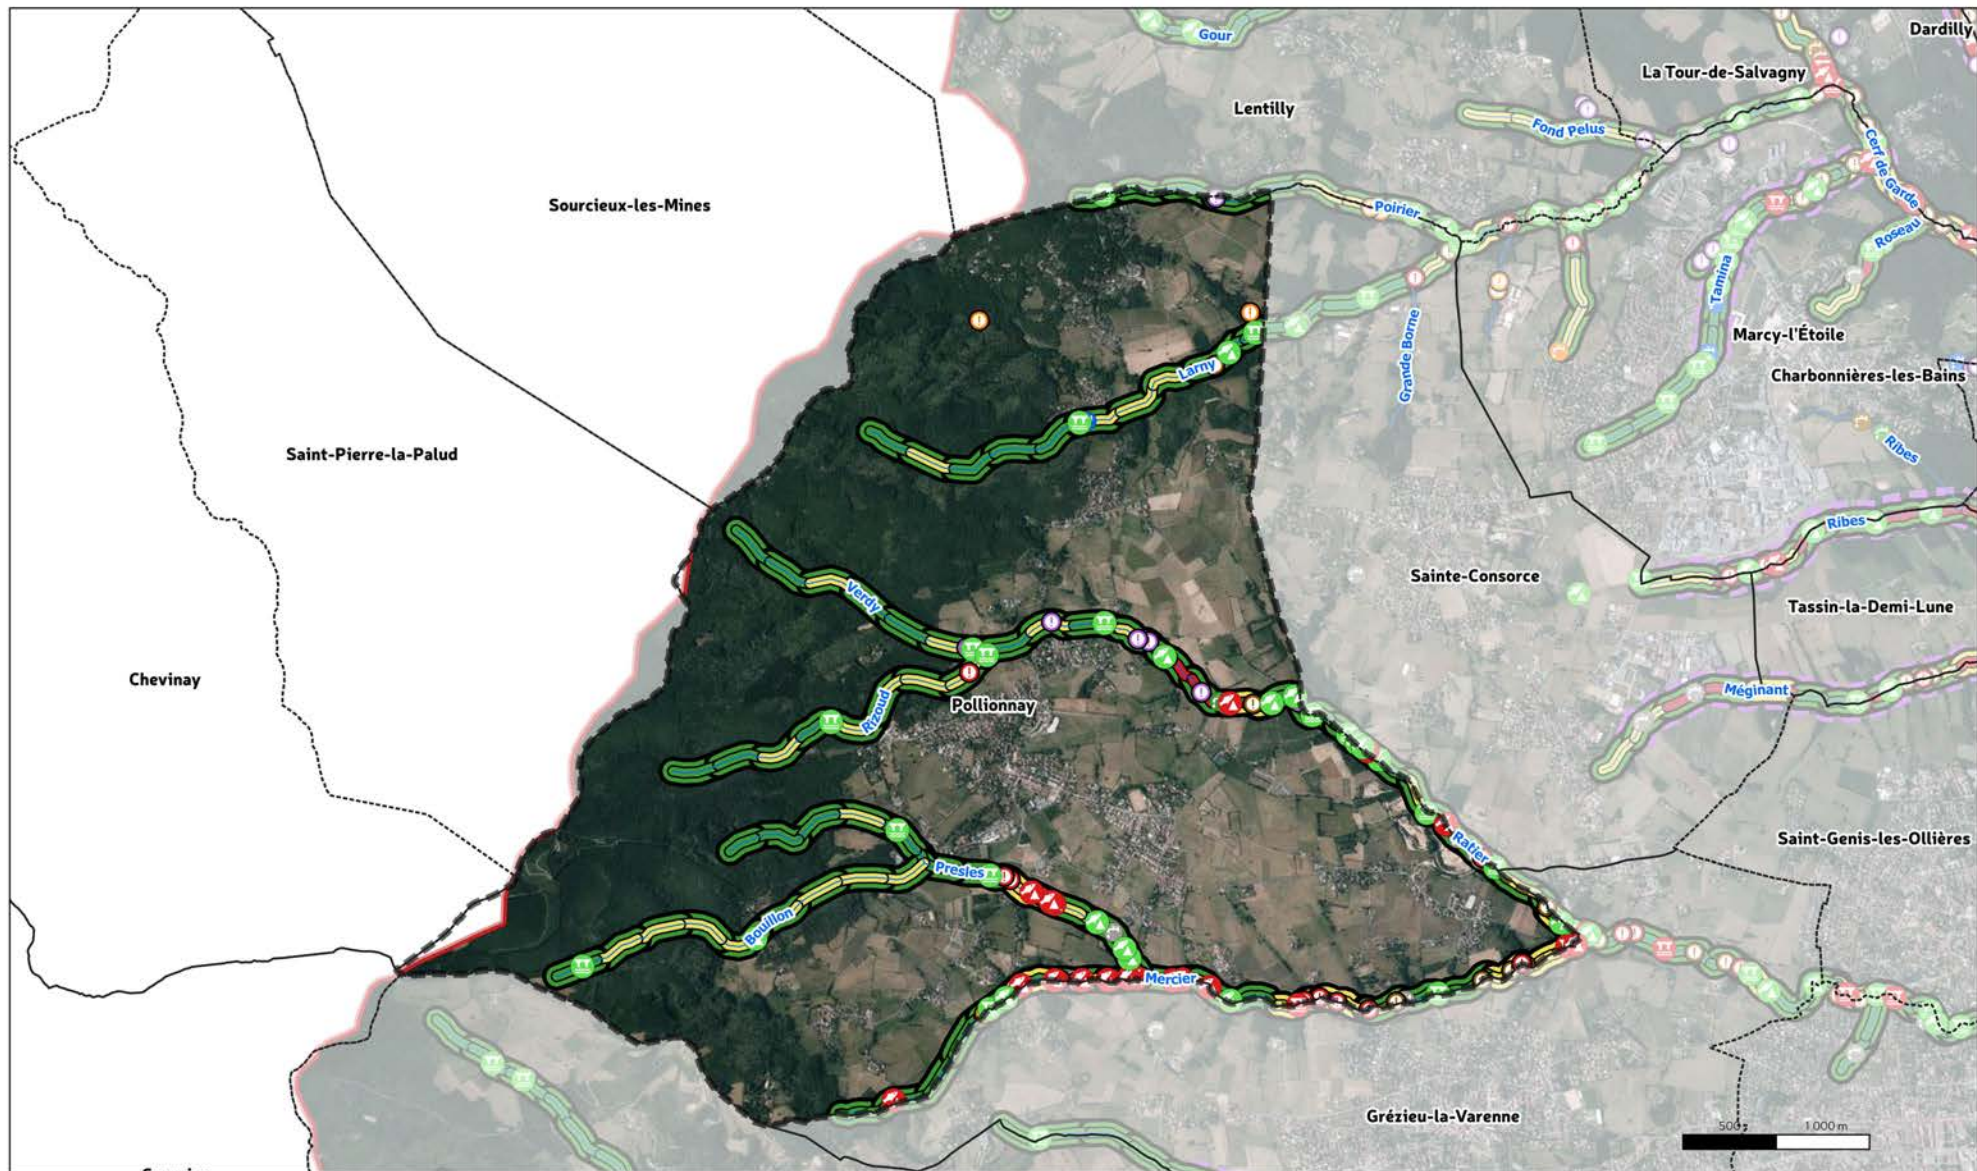 Gour
Dardilly
La Tour-de-Salvagny
Lentilly
Fond Pelus
Cerf de Garde
Sourcieux-les-Mines
Poirier
Roseau
Tamina
Marcy-l'Étoile
Grande Borne
Larny
Charbonnières-les-Bains
Ribes
Saint-Pierre-la-Palud
Ribes
Sainte-Consorce
Verdy
Tassin-la-Demi-Lune
Chevinay
Méginant
Rizoud
Pollionnay
Ratier
Saint-Genis-les-Ollières
Presles
Bouillon
Mercier
Grézieu-la-Varenne
500 1 000 m